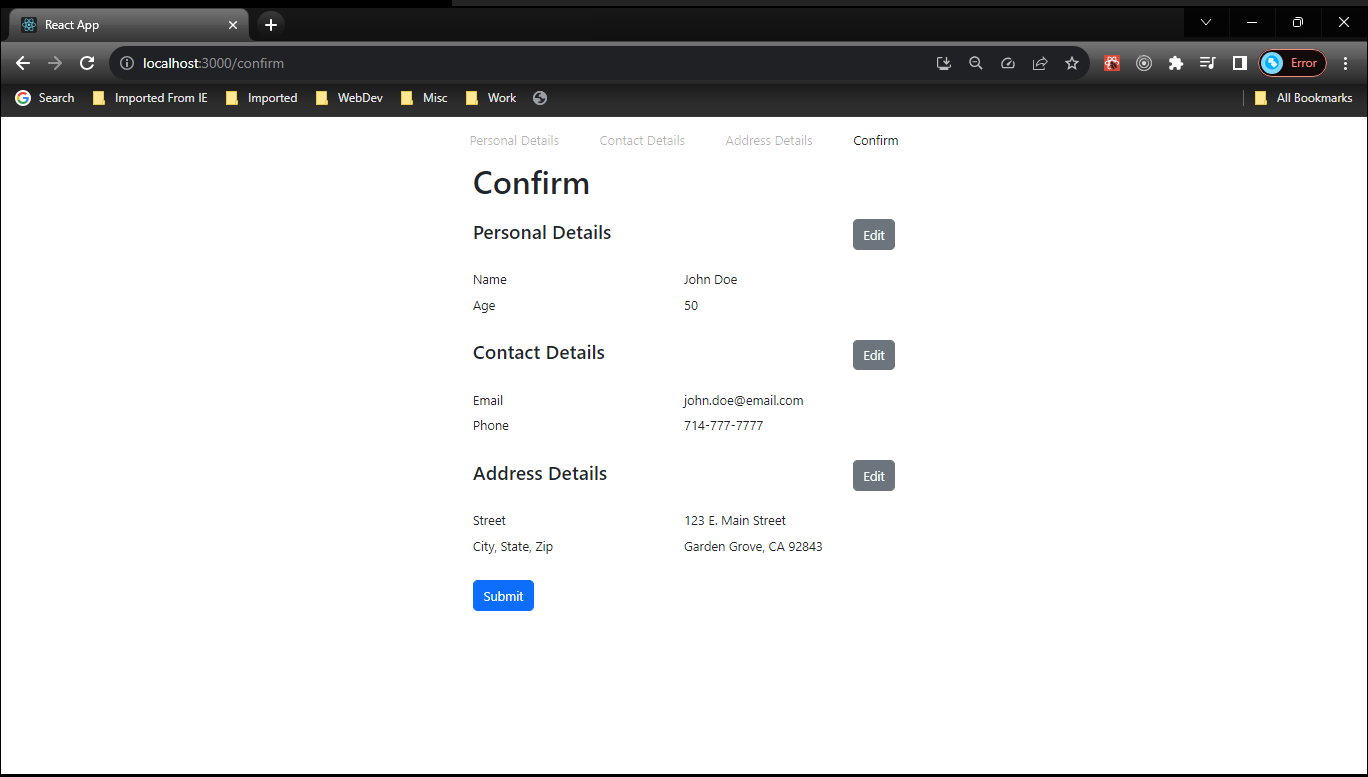 React App
localhost:3000/confirm
Error
Search Imported From IE Imported WebDev Misc Work All Bookmarks
Personal Details Contact Details Address Details Confirm
Confirm
Personal Details Edit
Name John Doe
Age 50
Contact Details Edit
Email john.doe@email.com
Phone 714-777-7777
Address Details Edit
Street 123 E. Main Street
City, State, Zip Garden Grove, CA 92843
Submit